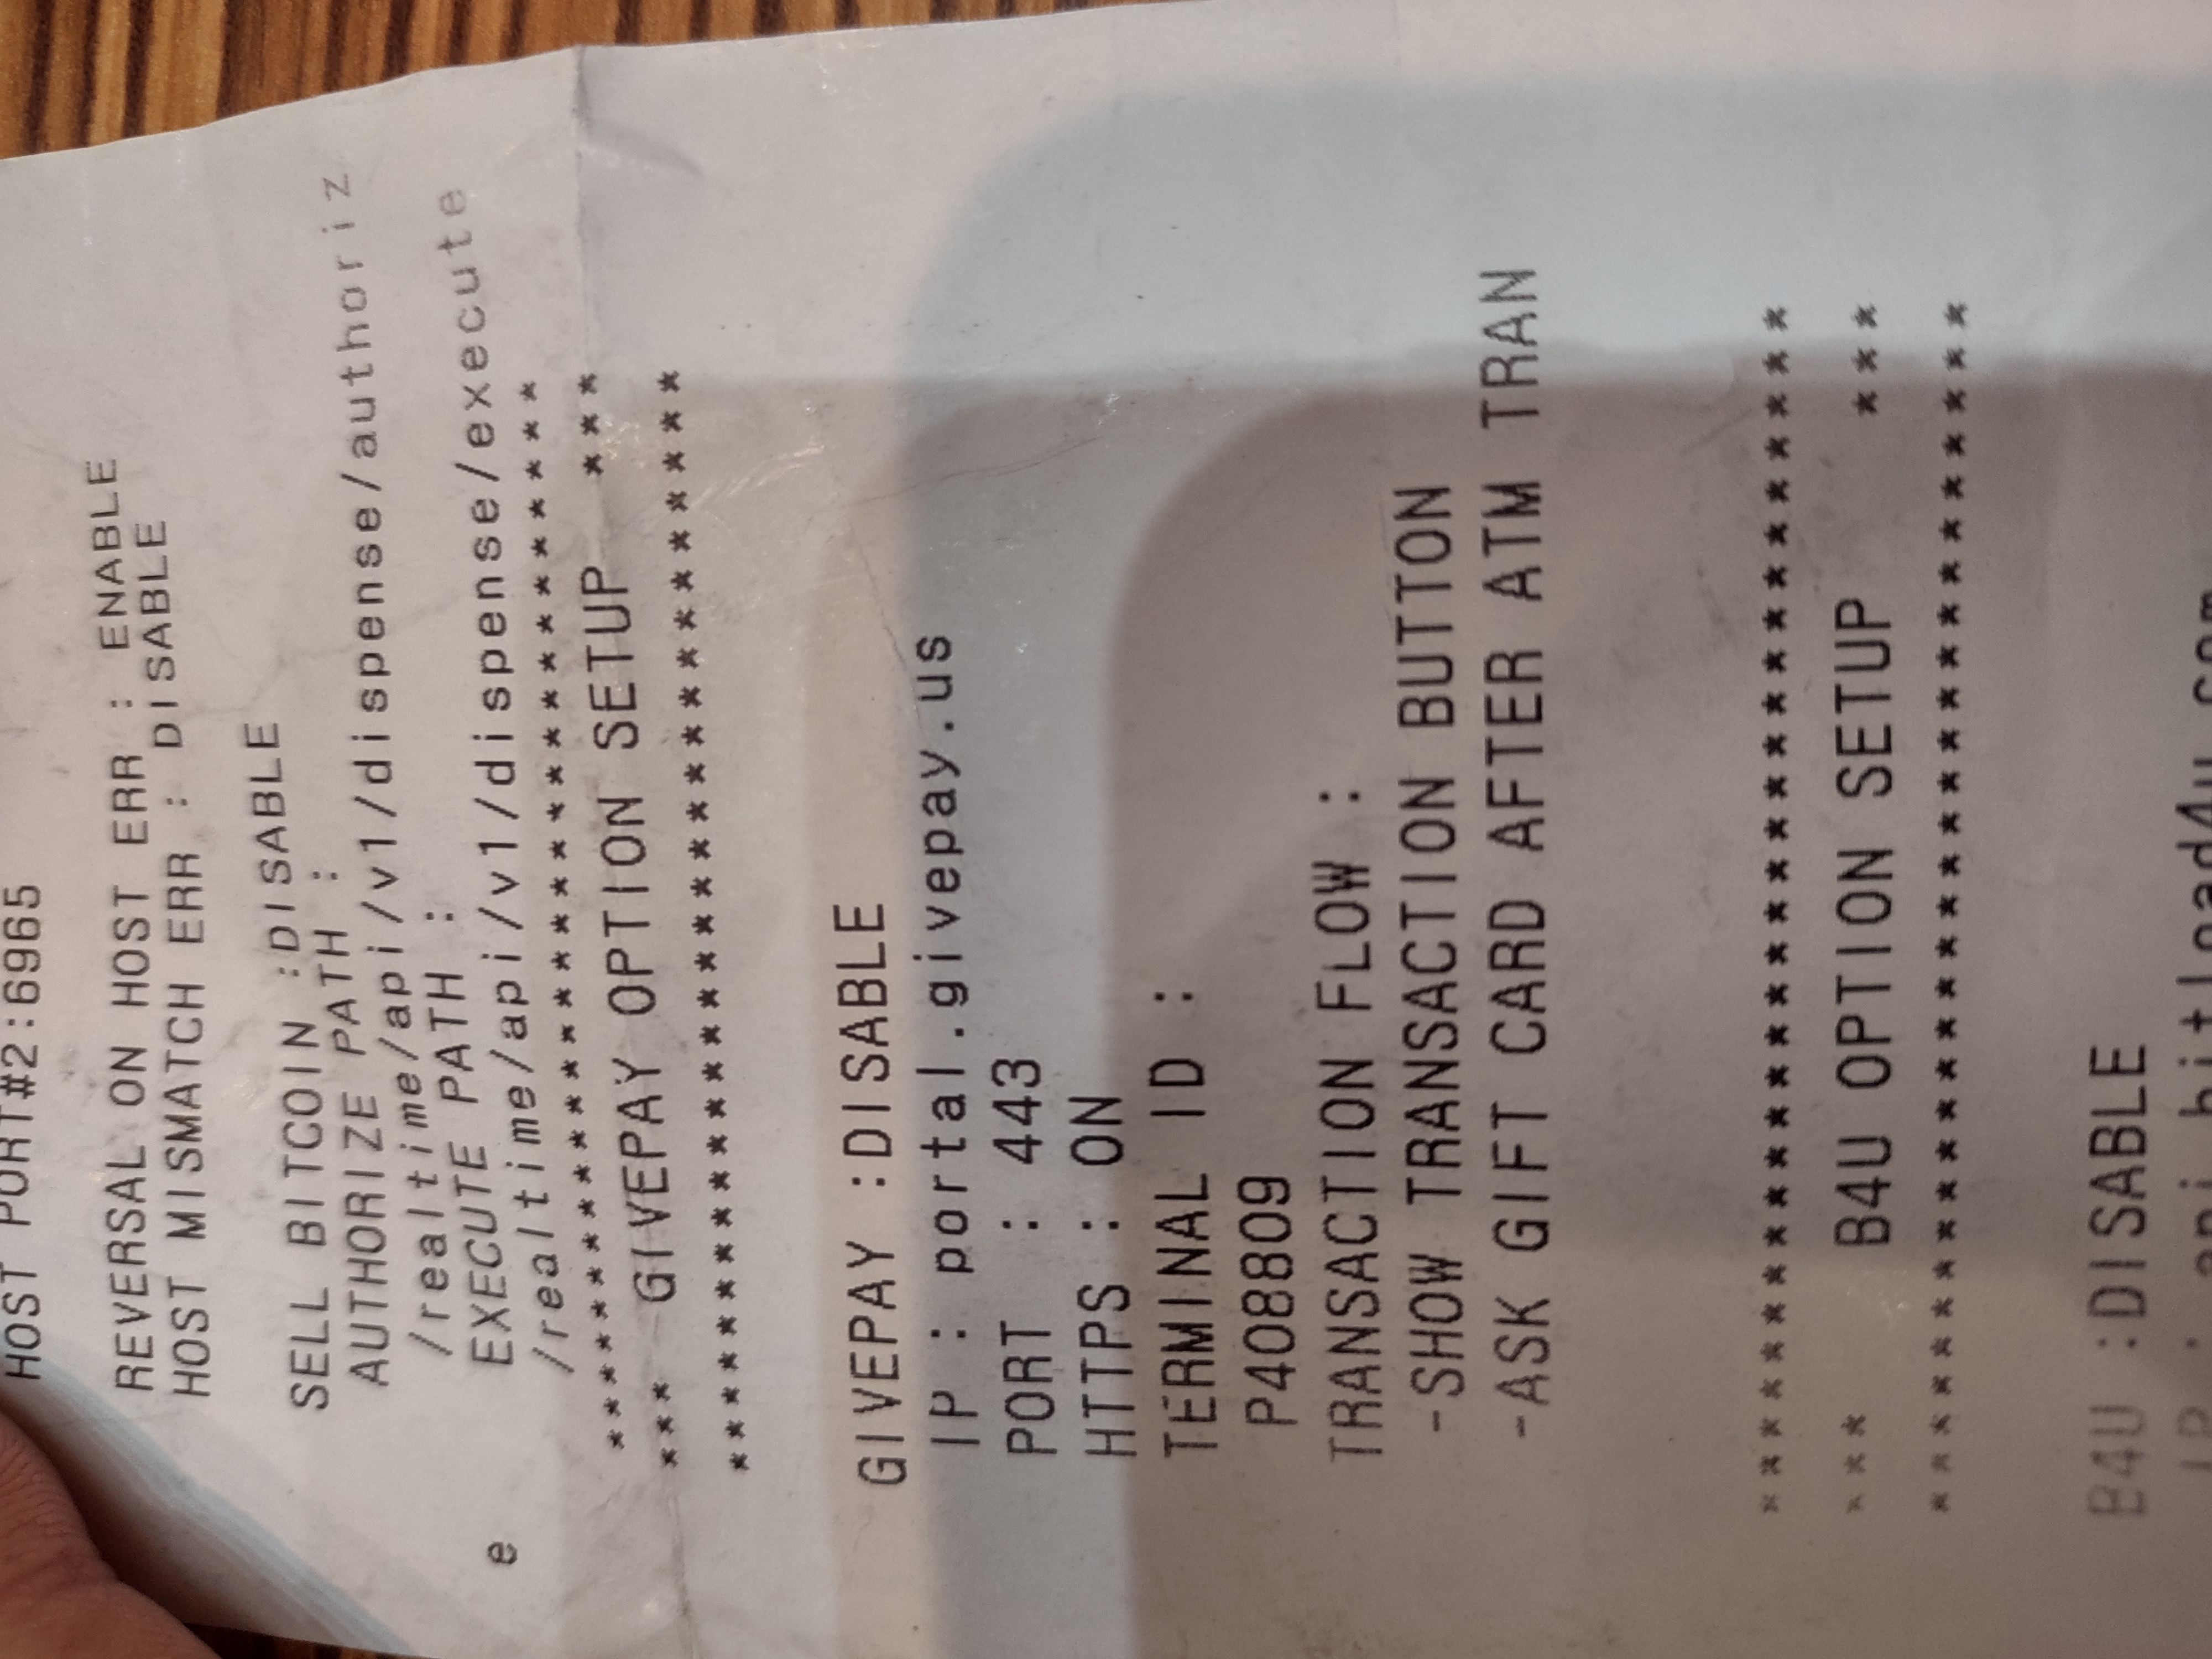 HOST PORT#2:6965
REVERSAL ON HOST ERR : ENABLE
HOST MISMATCH ERR : DISABLE
SELL BITCOIN :DISABLE
AUTHORIZE PATH :
/realtime/api/v1/dispense/authoriz
e
EXECUTE PATH :
/realtime/api/v1/dispense/execute
******************************
*** GIVEPAY OPTION SETUP ***
******************************
GIVEPAY :DISABLE
IP : portal.givepay.us
PORT : 443
HTTPS : ON
TERMINAL ID :
P408809
TRANSACTION FLOW :
-SHOW TRANSACTION BUTTON
-ASK GIFT CARD AFTER ATM TRAN
******************************
*** B4U OPTION SETUP ***
******************************
B4U :DISABLE
IP : api.bitload4u.com